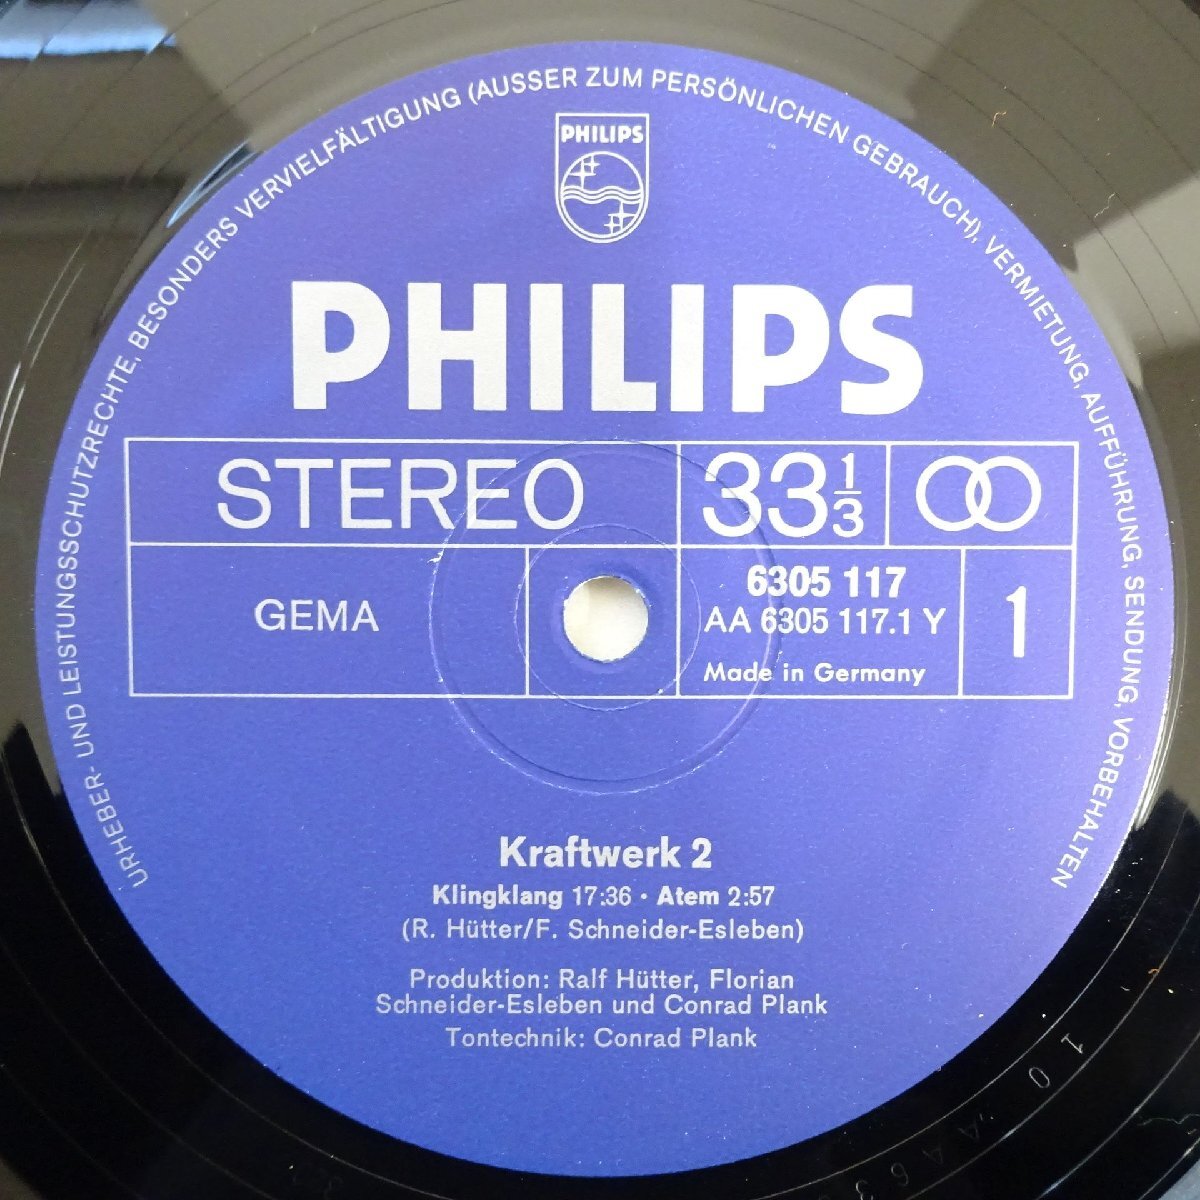 URHEBER- UND LEISTUNGSSCHUTZRECHTE, BESONDERS VERVIELFÄLTIGUNG (AUSSER ZUM PERSÖNLICHEN GEBRAUCH), VERMIETUNG, AUFFÜHRUNG, SENDUNG, VORBEHALTEN
PHILIPS
PHILIPS
STEREO
33 1/3
GEMA
6305 117
AA 6305 117.1 Y
Made in Germany
1
Kraftwerk 2
Klingklang 17:36 · Atem 2:57
(R. Hütter/F. Schneider-Esleben)
Produktion: Ralf Hütter, Florian
Schneider-Esleben und Conrad Plank
Tontechnik: Conrad Plank